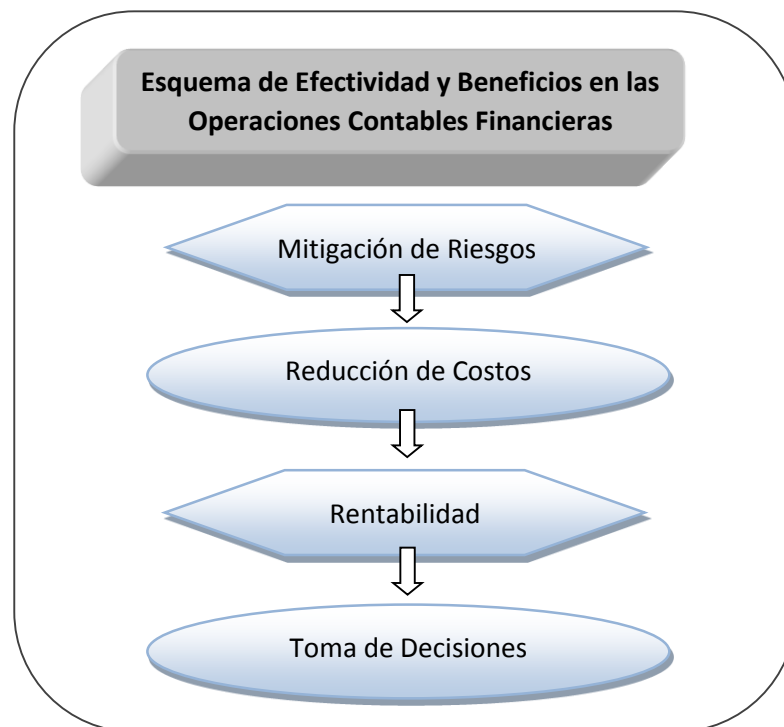 Esquema de Efectividad y Beneficios en las
Operaciones Contables Financieras
Mitigación de Riesgos
Reducción de Costos
Rentabilidad
Toma de Decisiones